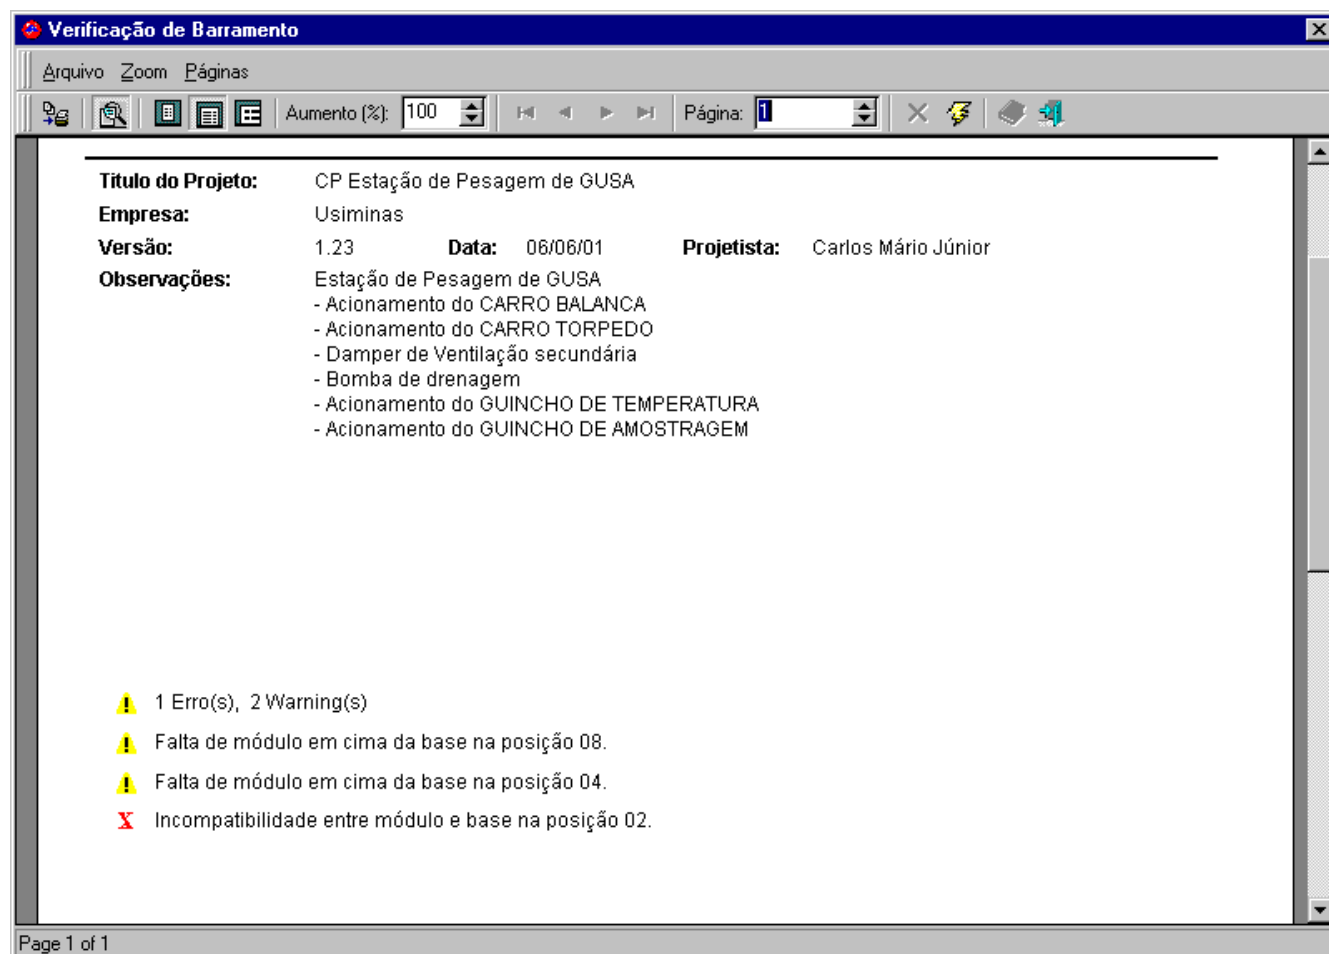 Verificação de Barramento
Arquivo Zoom Páginas
Aumento (%): 100 Página: 1
Título do Projeto: CP Estação de Pesagem de GUSA
Empresa: Usiminas
Versão: 1.23 Data: 06/06/01 Projetista: Carlos Mário Júnior
Observações: Estação de Pesagem de GUSA
- Acionamento do CARRO BALANCA
- Acionamento do CARRO TORPEDO
- Damper de Ventilação secundária
- Bomba de drenagem
- Acionamento do GUINCHO DE TEMPERATURA
- Acionamento do GUINCHO DE AMOSTRAGEM
1 Erro(s), 2 Warning(s)
Falta de módulo em cima da base na posição 08.
Falta de módulo em cima da base na posição 04.
Incompatibilidade entre módulo e base na posição 02.
Page 1 of 1